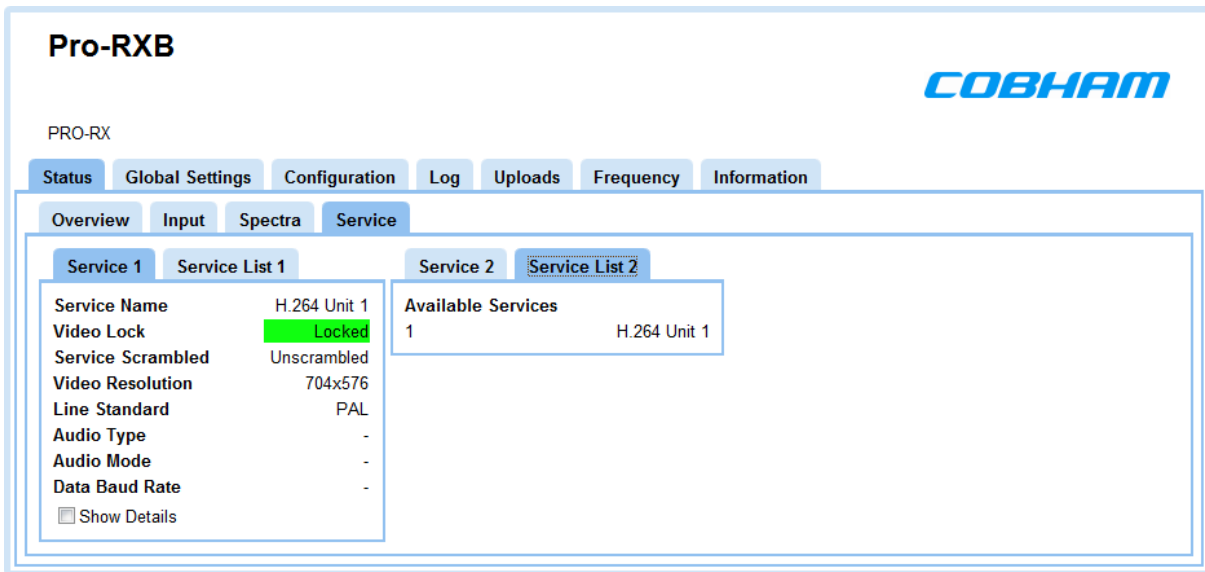 Pro-RXB
COBHAM
PRO-RX
Status Global Settings Configuration Log Uploads Frequency Information
Overview Input Spectra Service
Service 1 Service List 1
Service Name H.264 Unit 1
Video Lock Locked
Service Scrambled Unscrambled
Video Resolution 704x576
Line Standard PAL
Audio Type -
Audio Mode -
Data Baud Rate -
Show Details
Service 2 Service List 2
Available Services
1 H.264 Unit 1